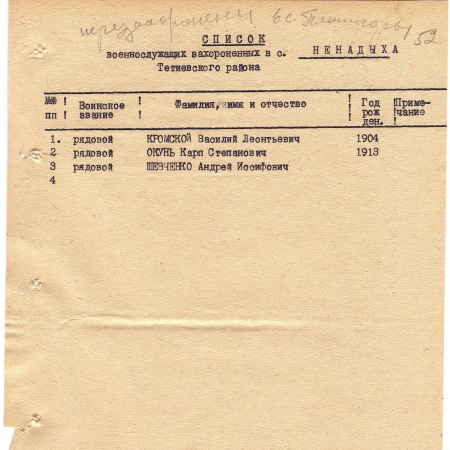 перезахоронены в с. Пятигоры
52
СПИСОК
военнослужащих захороненных в с. НЕНАДЫХА
Тетиевского района
№№ пп ! Воинское звание ! Фамилия, имя и отчество ! Год рож ден. ! Приме- чание
1. рядовой КРОМСКОЙ Василий Леонтьевич 1904
2 рядовой ОКУНЬ Карп Степанович 1913
3 рядовой ШЕВЧЕНКО Андрей Иосифович
4